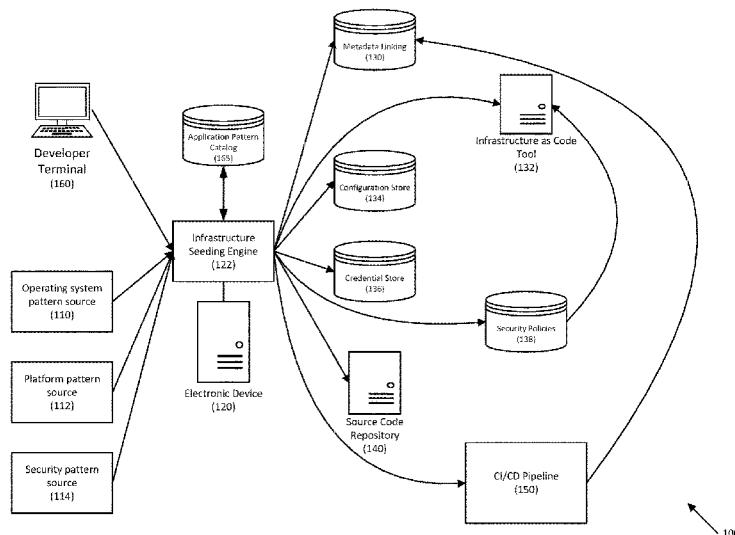 Metadata Linking
(130)
Developer
Terminal
(160)
Application Pattern
Catalog
(165)
Infrastructure as Code
Tool
(132)
Configuration Store
(134)
Infrastructure
Seeding Engine
(122)
Credential Store
(136)
Operating system
pattern source
(110)
Security Policies
(138)
Platform pattern
source
(112)
Electronic Device
(120)
Source Code
Repository
(140)
Security pattern
source
(114)
CI/CD Pipeline
(150)